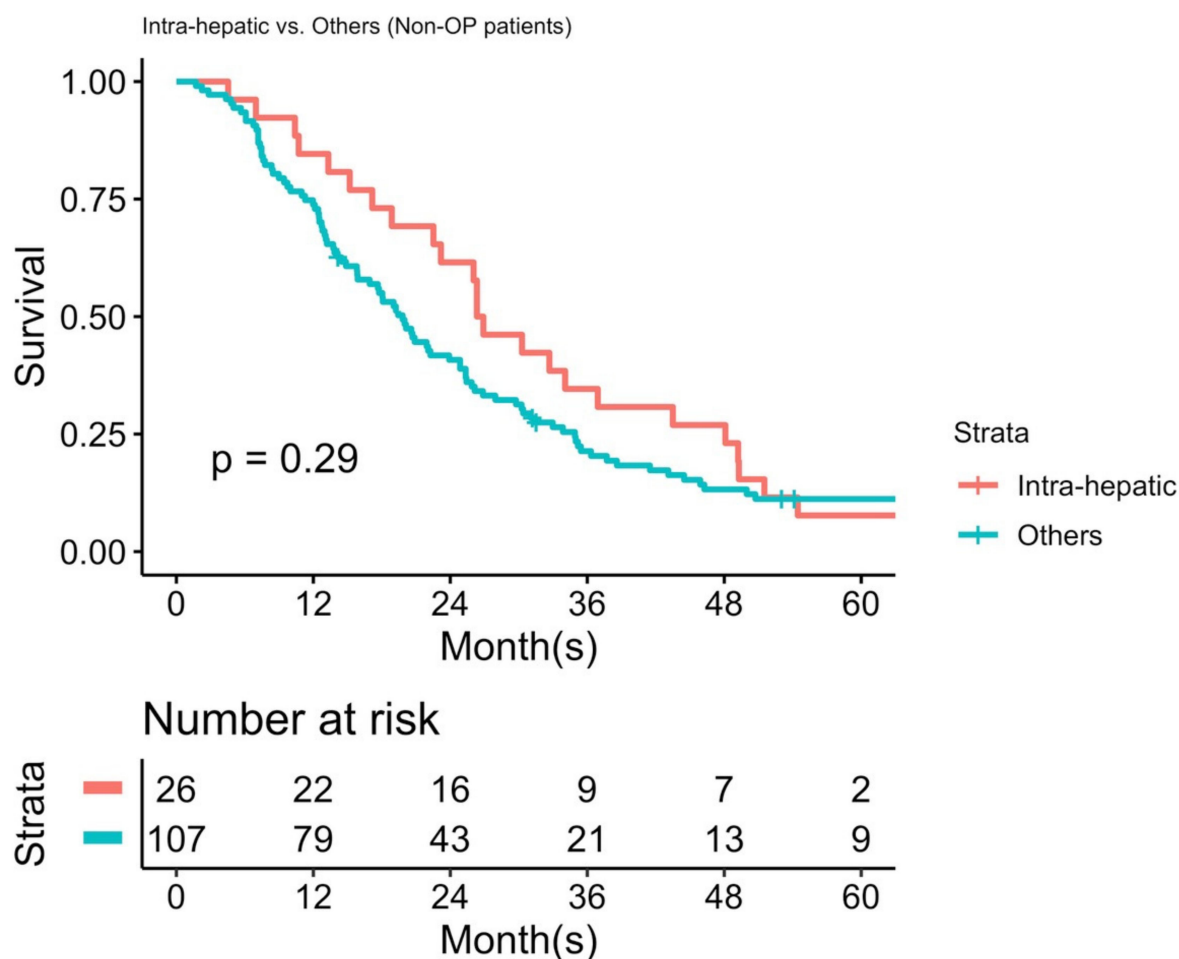 Intra-hepatic vs. Others (Non-OP patients)
1.00
0.75
0.50
0.25
0.00
Survival
p = 0.29
0 12 24 36 48 60
Month(s)
Strata
Intra-hepatic
Others
Number at risk
Strata
26 22 16 9 7 2
107 79 43 21 13 9
0 12 24 36 48 60
Month(s)